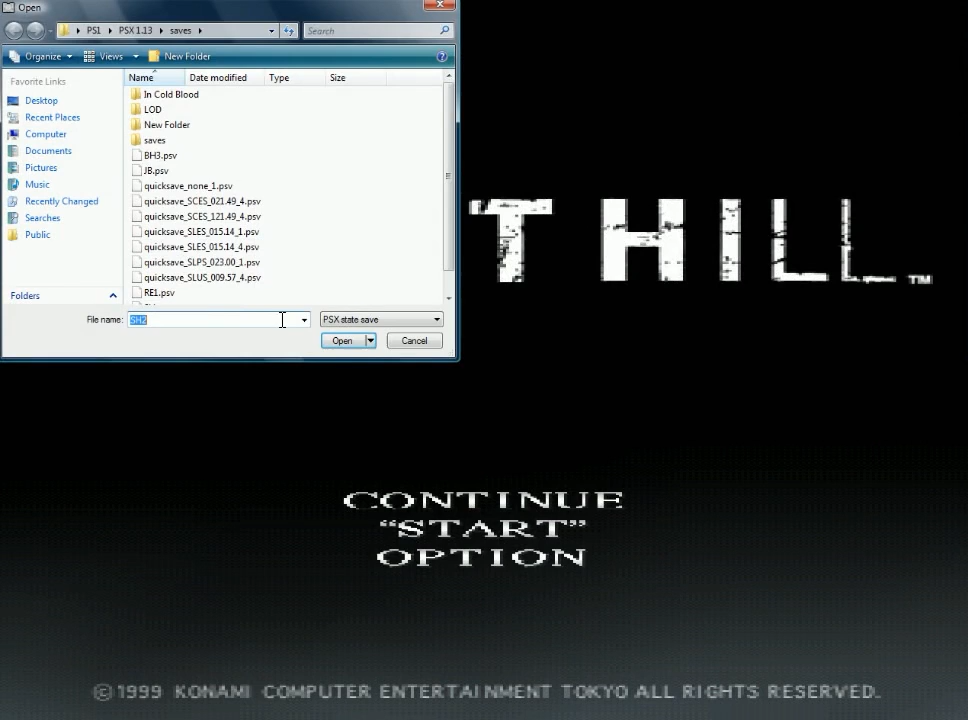 Open
PS1 PSX 1.13 saves Search
Organize Views New Folder
Favorite Links
Desktop
Recent Places
Computer
Documents
Pictures
Music
Recently Changed
Searches
Public
Folders
Name Date modified Type Size
In Cold Blood
LOD
New Folder
saves
BH3.psv
JB.psv
quicksave_none_1.psv
quicksave_SCES_021.49_4.psv
quicksave_SCES_121.49_4.psv
quicksave_SLES_015.14_1.psv
quicksave_SLES_015.14_4.psv
quicksave_SLPS_023.00_1.psv
quicksave_SLUS_009.57_4.psv
RE1.psv
File name: SH2 PSX state save
Open Cancel
T HILL™
CONTINUE
“START”
OPTION
©1999 KONAMI COMPUTER ENTERTAINMENT TOKYO ALL RIGHTS RESERVED.